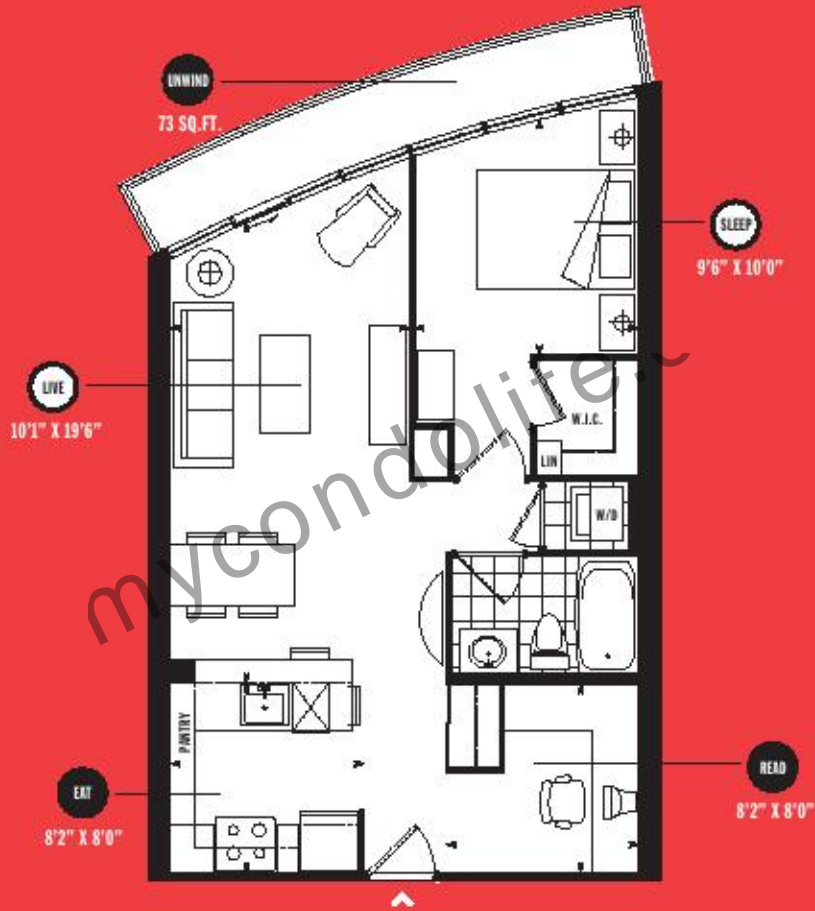 UNWIND
73 SQ.FT.
SLEEP
9'6" X 10'0"
LIVE
10'1" X 19'6"
W.I.C.
LIN
W/D
mycondolife.c
PANTRY
EAT
8'2" X 8'0"
READ
8'2" X 8'0"